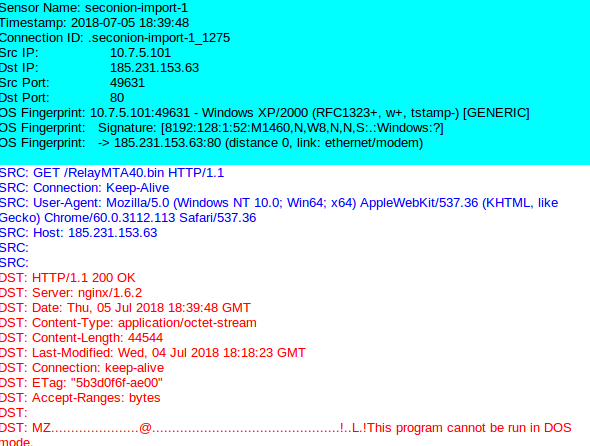 Sensor Name: seconion-import-1
Timestamp: 2018-07-05 18:39:48
Connection ID: .seconion-import-1_1275
Src IP: 10.7.5.101
Dst IP: 185.231.153.63
Src Port: 49631
Dst Port: 80
OS Fingerprint: 10.7.5.101:49631 - Windows XP/2000 (RFC1323+, w+, tstamp-) [GENERIC]
OS Fingerprint: Signature: [8192:128:1:52:M1460,N,W8,N,N,S:.:Windows:?]
OS Fingerprint: -> 185.231.153.63:80 (distance 0, link: ethernet/modem)
SRC: GET /RelayMTA40.bin HTTP/1.1
SRC: Connection: Keep-Alive
SRC: User-Agent: Mozilla/5.0 (Windows NT 10.0; Win64; x64) AppleWebKit/537.36 (KHTML, like
Gecko) Chrome/60.0.3112.113 Safari/537.36
SRC: Host: 185.231.153.63
SRC:
SRC:
DST: HTTP/1.1 200 OK
DST: Server: nginx/1.6.2
DST: Date: Thu, 05 Jul 2018 18:39:48 GMT
DST: Content-Type: application/octet-stream
DST: Content-Length: 44544
DST: Last-Modified: Wed, 04 Jul 2018 18:18:23 GMT
DST: Connection: keep-alive
DST: ETag: "5b3d0f6f-ae00"
DST: Accept-Ranges: bytes
DST:
DST: MZ......................@...............................................!..L.!This program cannot be run in DOS
mode.